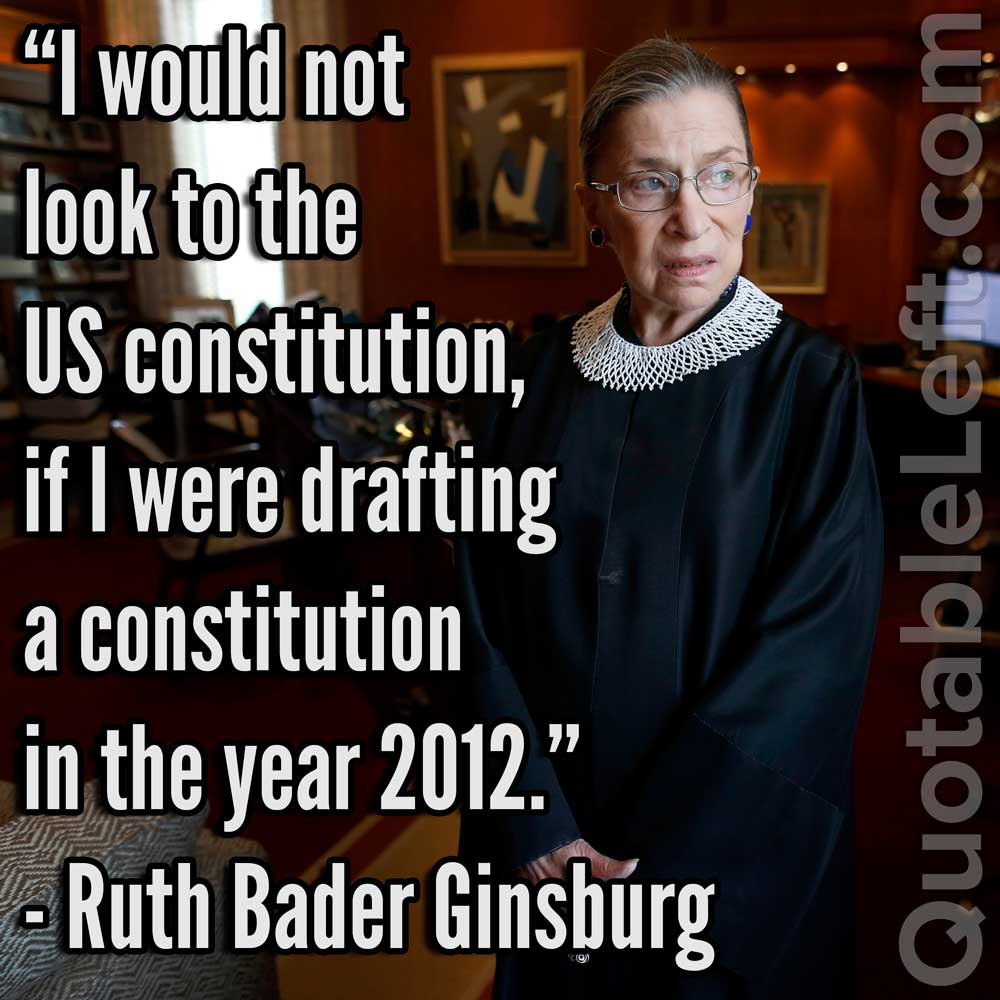 “I would not
look to the
US constitution,
if I were drafting
a constitution
in the year 2012.”
- Ruth Bader Ginsburg
QuotableLeft.com